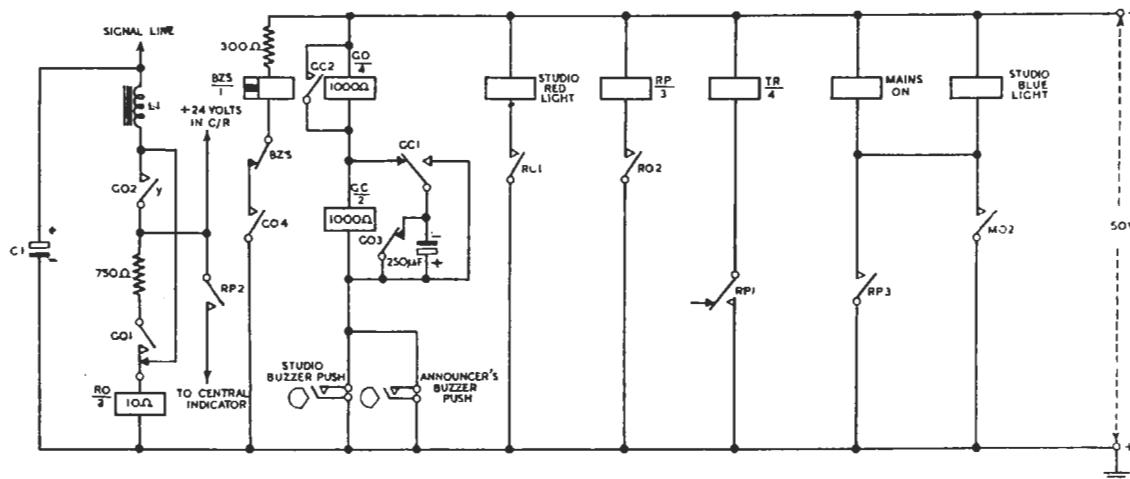 SIGNAL LINE
L1
+24 VOLTS
IN C/R
GO2
y
C1
+
-
750Ω
GO1
RO
3
10Ω
RP2
TO CENTRAL
INDICATOR
300Ω
BZS
1
BZS
GO4
GC2
GO
4
1000Ω
GC1
GC
2
1000Ω
GO3
250μF
-
+
STUDIO
BUZZER PUSH
ANNOUNCER'S
BUZZER
PUSH
STUDIO
RED
LIGHT
RO1
RP
3
RO2
TR
4
RP1
MAINS
ON
RP3
STUDIO
BLUE
LIGHT
MO2
-
50V
+